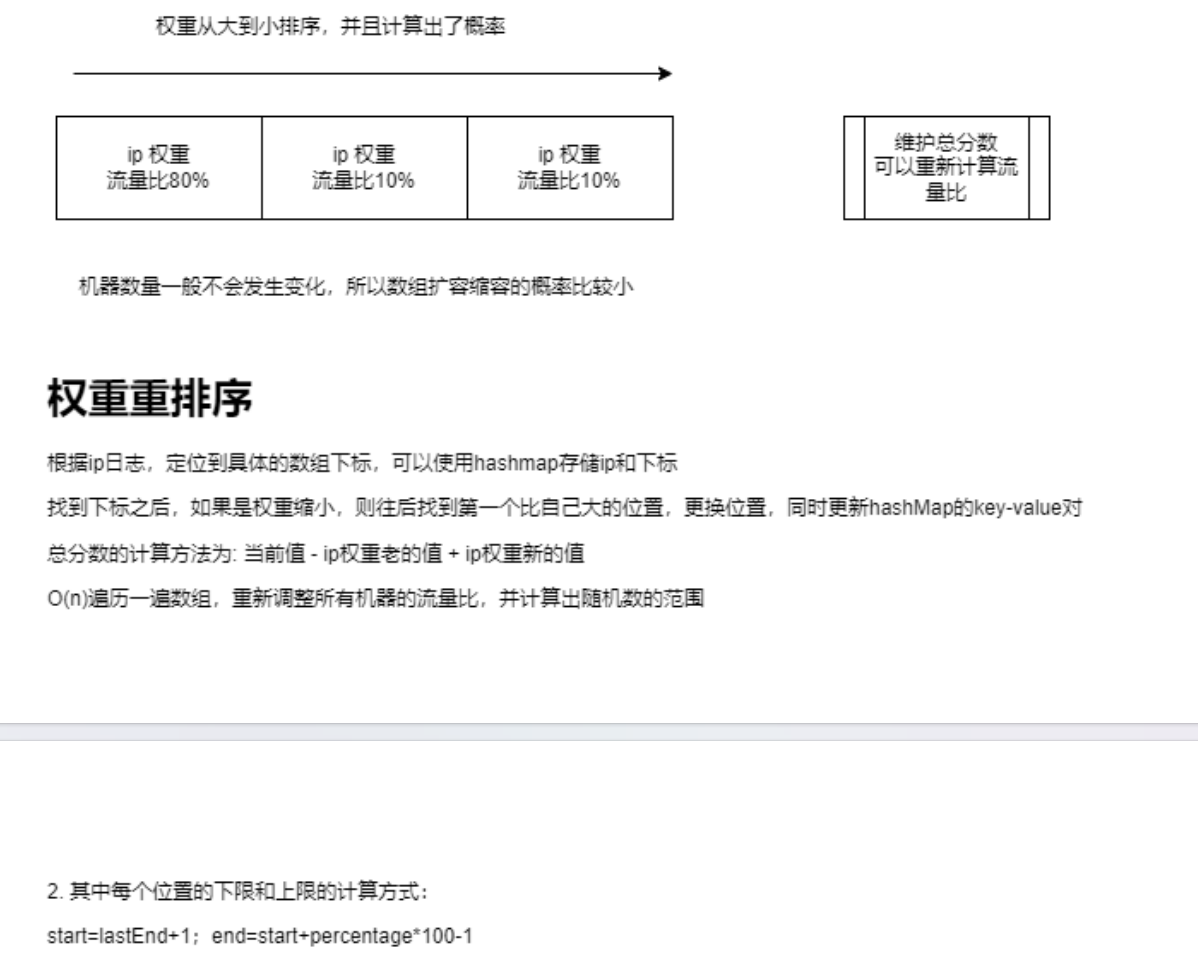 权重从大到小排序，并且计算出了概率
ip 权重
流量比80%
ip 权重
流量比10%
ip 权重
流量比10%
维护总分数
可以重新计算流
量比
机器数量一般不会发生变化，所以数组扩容缩容的概率比较小
权重重排序
根据ip日志，定位到具体的数组下标，可以使用hashmap存储ip和下标
找到下标之后，如果是权重缩小，则往后找到第一个比自己大的位置，更换位置，同时更新hashMap的key-value对
总分数的计算方法为: 当前值 - ip权重老的值 + ip权重新的值
O(n)遍历一遍数组，重新调整所有机器的流量比，并计算出随机数的范围
2. 其中每个位置的下限和上限的计算方式：
start=lastEnd+1；end=start+percentage*100-1